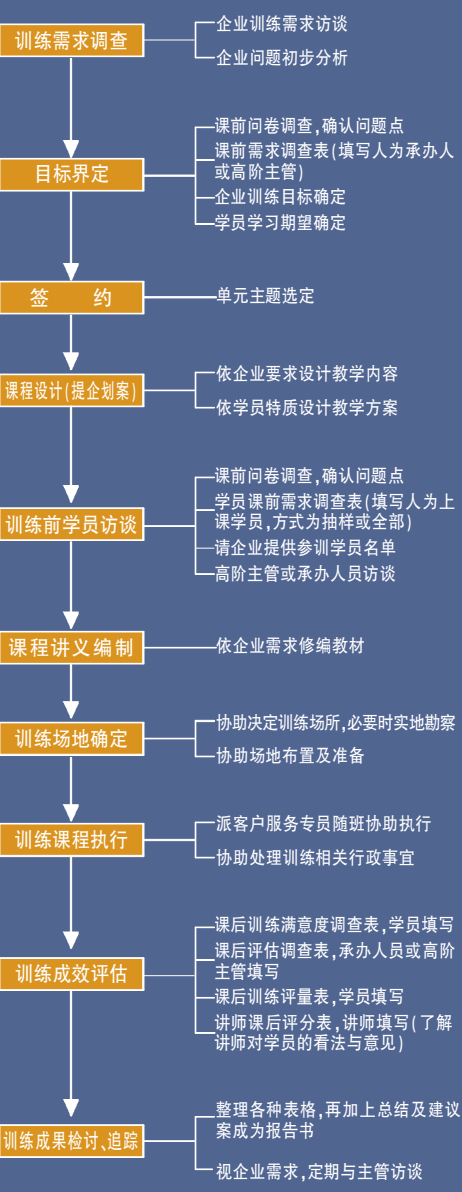 训练需求调查
企业训练需求访谈
企业问题初步分析
目标界定
课前问卷调查,确认问题点
课前需求调查表(填写人为承办人
或高阶主管)
企业训练目标确定
学员学习期望确定
签 约
单元主题选定
课程设计(提企划案)
依企业要求设计教学内容
依学员特质设计教学方案
训练前学员访谈
课前问卷调查,确认问题点
学员课前需求调查表(填写人为上
课学员,方式为抽样或全部)
请企业提供参训学员名单
高阶主管或承办人员访谈
课程讲义编制
依企业需求修编教材
训练场地确定
协助决定训练场所,必要时实地勘察
协助场地布置及准备
训练课程执行
派客户服务专员随班协助执行
协助处理训练相关行政事宜
训练成效评估
课后训练满意度调查表,学员填写
课后评估调查表,承办人员或高阶
主管填写
课后训练评量表,学员填写
讲师课后评分表,讲师填写(了解
讲师对学员的看法与意见)
训练成果检讨、追踪
整理各种表格,再加上总结及建议
案成为报告书
视企业需求,定期与主管访谈